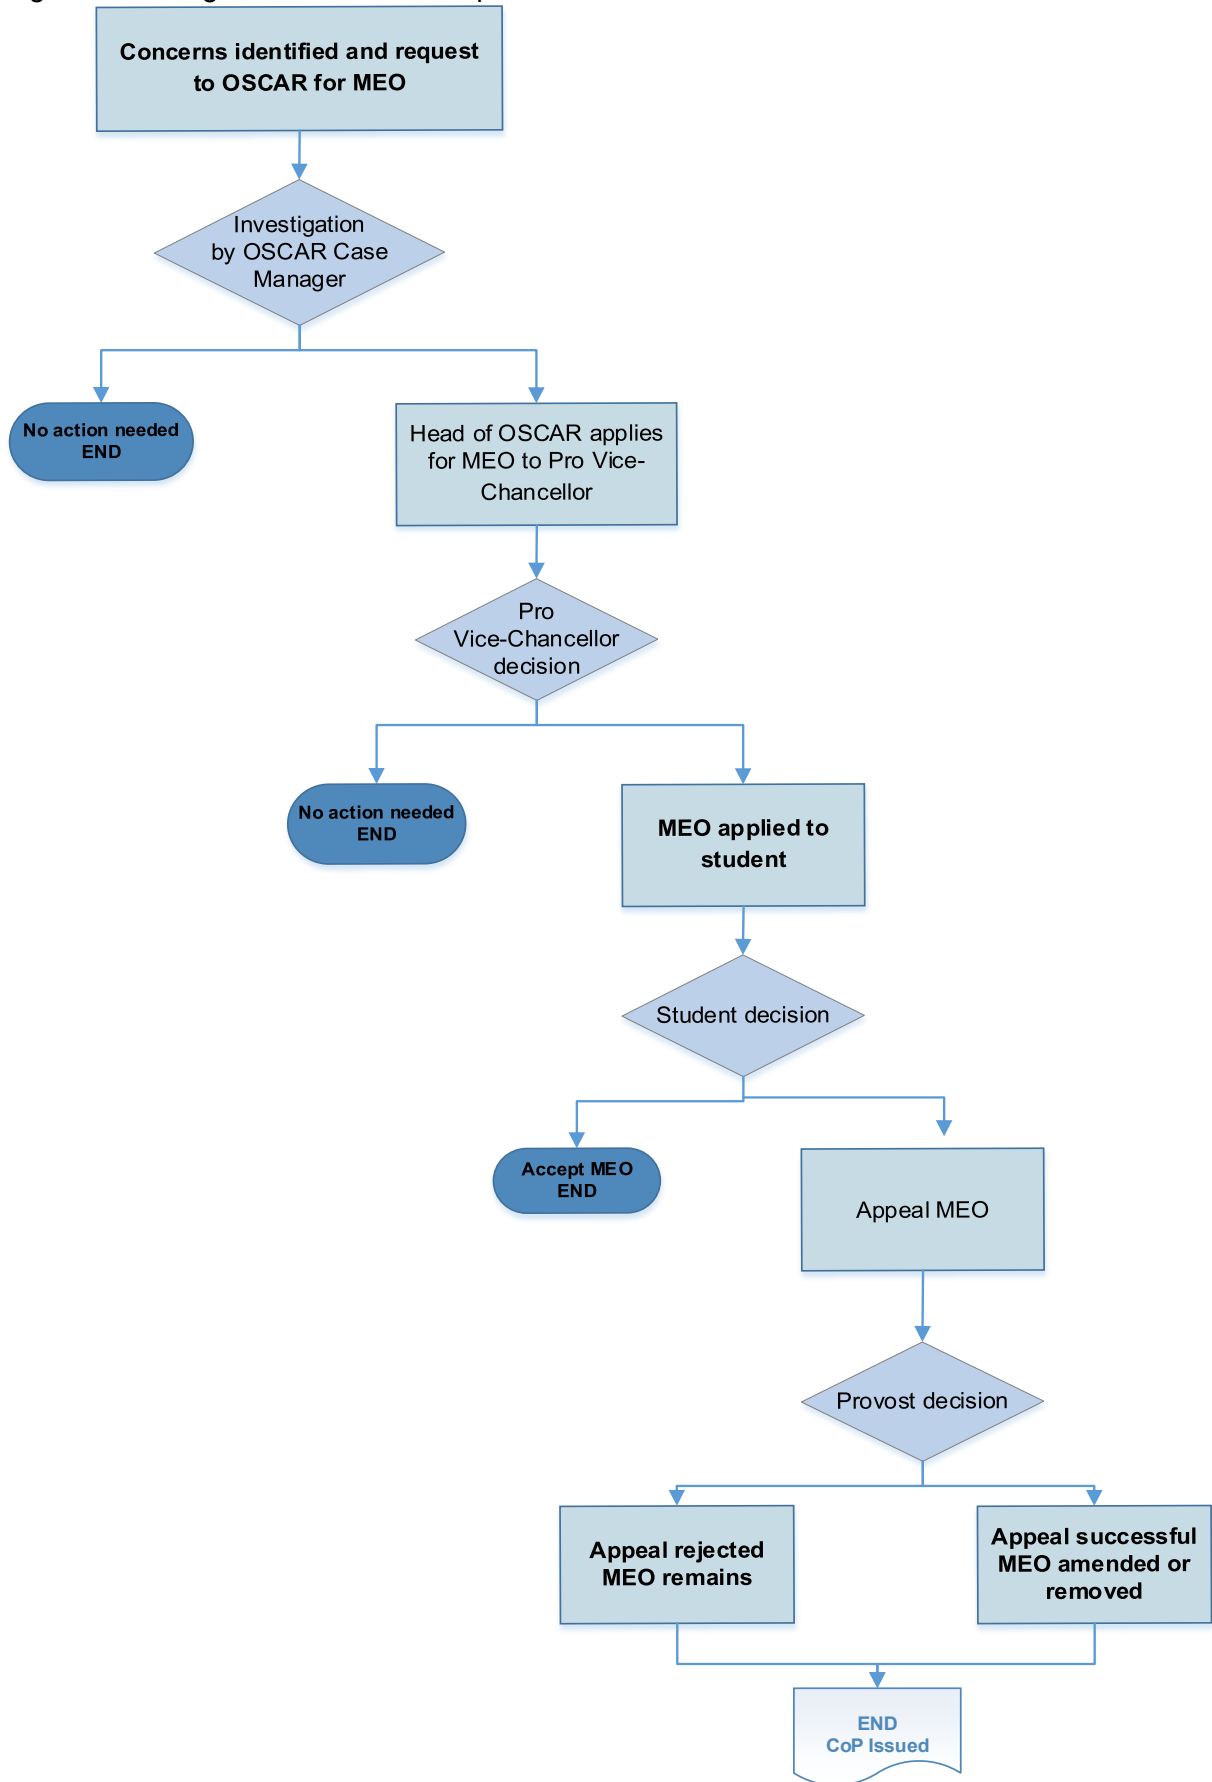 Concerns identified and request
to OSCAR for MEO
Investigation
by OSCAR Case
Manager
No action needed
END
Head of OSCAR applies
for MEO to Pro Vice-
Chancellor
Pro
Vice-Chancellor
decision
No action needed
END
MEO applied to
student
Student decision
Accept MEO
END
Appeal MEO
Provost decision
Appeal rejected
MEO remains
Appeal successful
MEO amended or
removed
END
CoP Issued